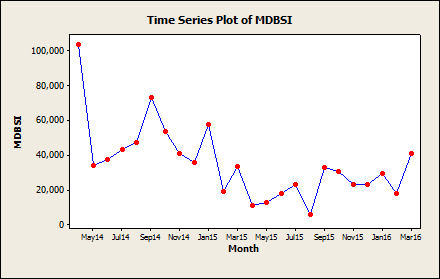 Time Series Plot of MDBSI
100,000
80,000
60,000
40,000
20,000
0
MDBSI
May14 Jul14 Sep14 Nov14 Jan15 Mar15 May15 Jul15 Sep15 Nov15 Jan16 Mar16
Month